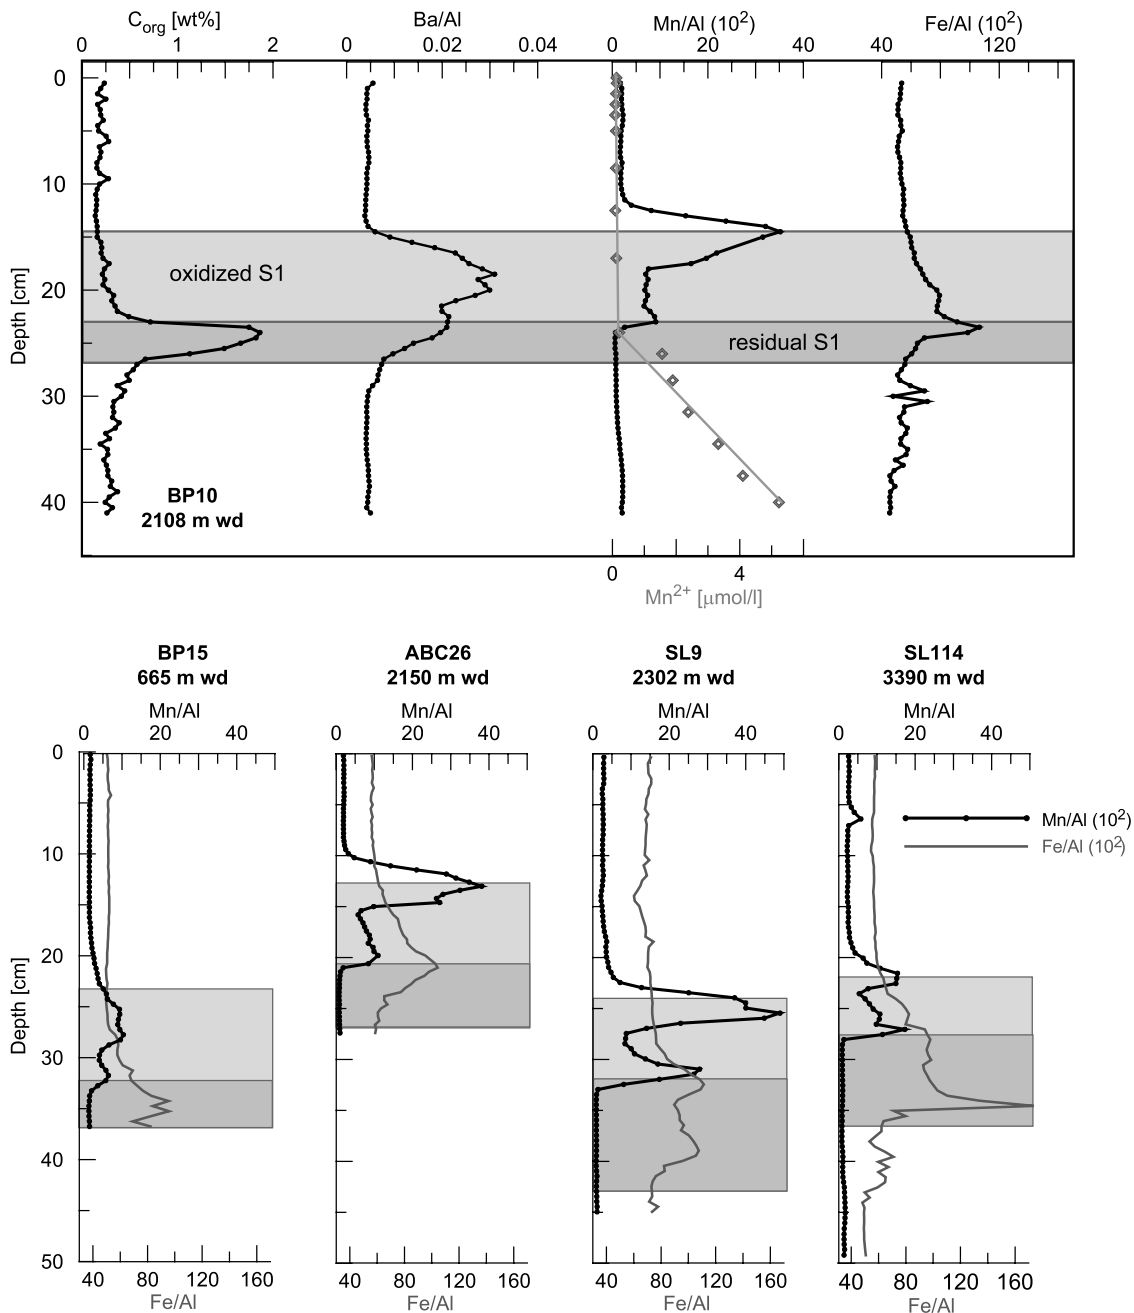 C_org [wt%] Ba/Al Mn/Al (10²) Fe/Al (10²)
0 1 2 0 0.02 0.04 0 20 40 40 120
0
10
20
30
40
Depth [cm]
oxidized S1
residual S1
BP10
2108 m wd
0 4
Mn²⁺ [µmol/l]
BP15 ABC26 SL9 SL114
665 m wd 2150 m wd 2302 m wd 3390 m wd
Mn/Al Mn/Al Mn/Al Mn/Al
0 20 40 0 20 40 0 20 40 0 20 40
0
10
20
30
40
50
Depth [cm]
Mn/Al (10²)
Fe/Al (10²)
40 80 120 160 40 80 120 160 40 80 120 160 40 80 120 160
Fe/Al Fe/Al Fe/Al Fe/Al